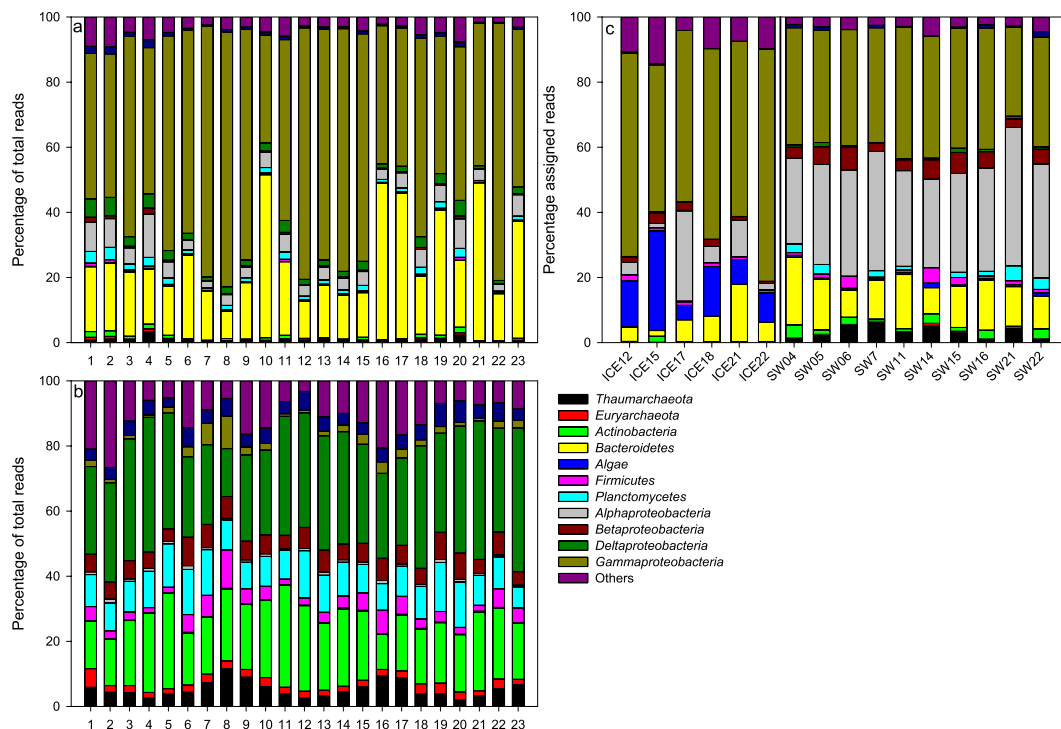 a
100
80
60
40
20
0
Percentage of total reads
1 2 3 4 5 6 7 8 9 10 11 12 13 14 15 16 17 18 19 20 21 22 23
b
100
80
60
40
20
0
Percentage of total reads
1 2 3 4 5 6 7 8 9 10 11 12 13 14 15 16 17 18 19 20 21 22 23
c
100
80
60
40
20
0
Percentage assigned reads
ICE12 ICE15 ICE17 ICE18 ICE21 ICE22 SW04 SW05 SW06 SW7 SW11 SW14 SW15 SW16 SW21 SW22
Thaumarchaeota
Euryarchaeota
Actinobacteria
Bacteroidetes
Algae
Firmicutes
Planctomycetes
Alphaproteobacteria
Betaproteobacteria
Deltaproteobacteria
Gammaproteobacteria
Others